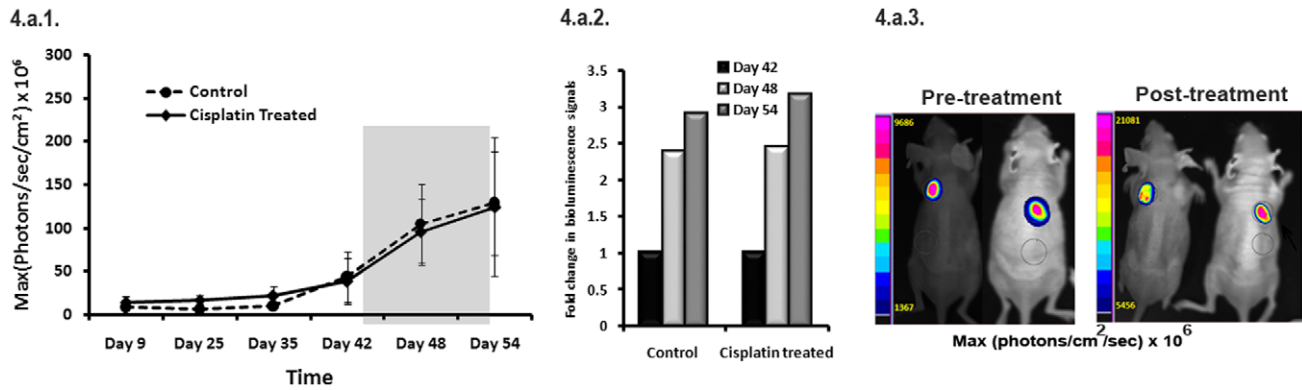 4.a.1.
Max(Photons/sec/cm²) x 10⁶
300
250
200
150
100
50
0
Control
Cisplatin Treated
Day 9 Day 25 Day 35 Day 42 Day 48 Day 54
Time
4.a.2.
Fold change in bioluminescence signals
3.5
3
2.5
2
1.5
1
0.5
0
Day 42
Day 48
Day 54
Control Cisplatin treated
4.a.3.
Pre-treatment Post-treatment
9686
1367
21081
5456
Max (photons/cm²/sec) x 10⁶